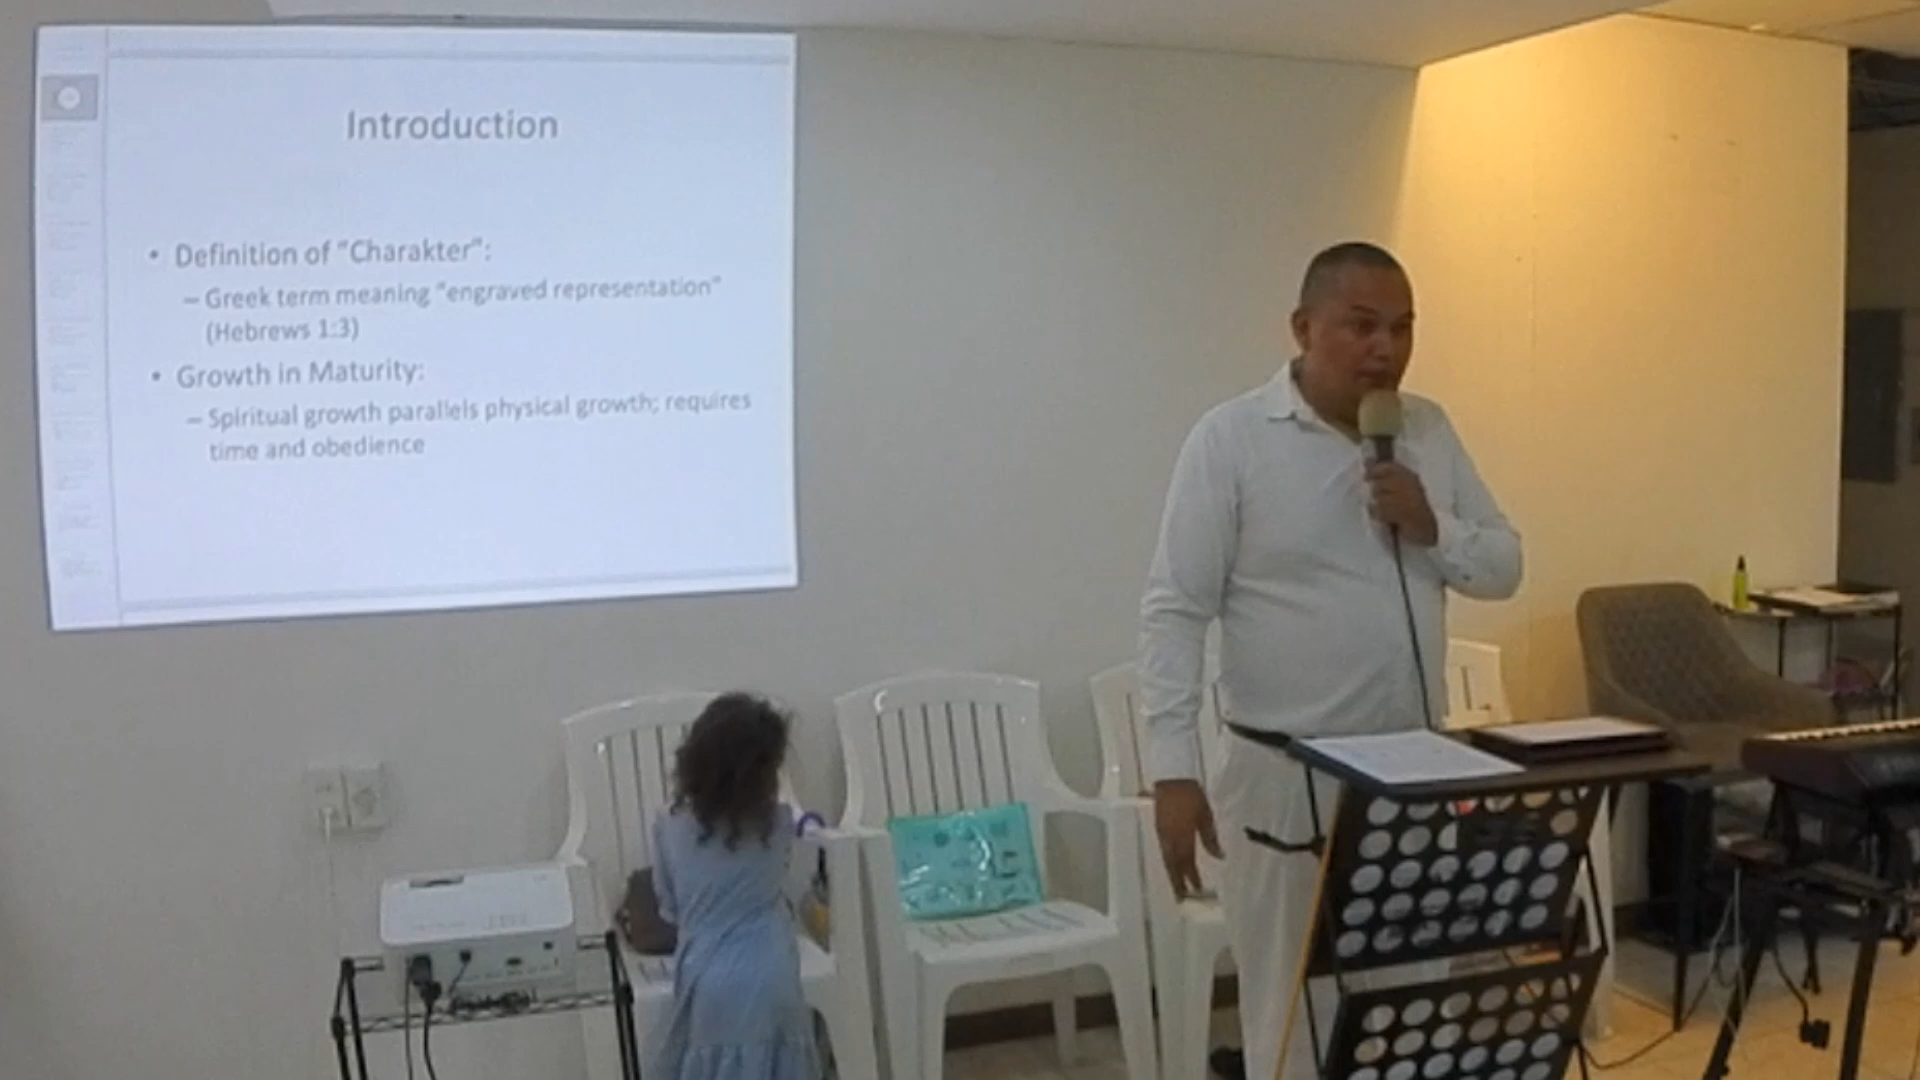 Introduction
• Definition of "Charakter":
– Greek term meaning "engraved representation"
(Hebrews 1:3)
• Growth in Maturity:
– Spiritual growth parallels physical growth; requires
time and obedience